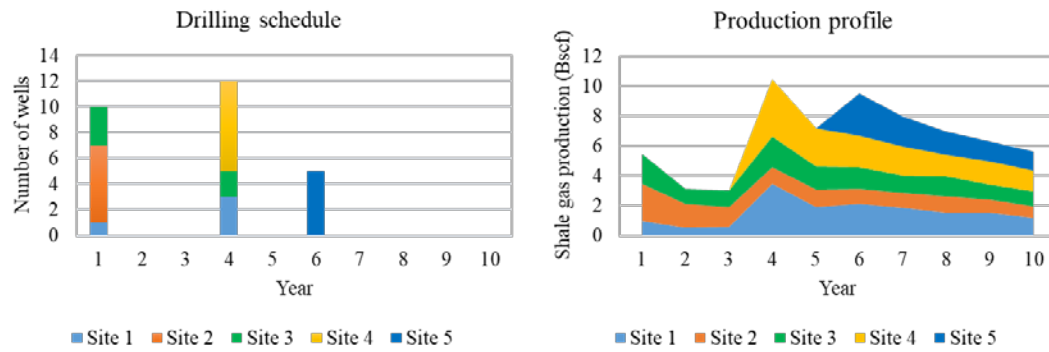 Drilling schedule
Number of wells
14
12
10
8
6
4
2
0
1 2 3 4 5 6 7 8 9 10
Year
Site 1 Site 2 Site 3 Site 4 Site 5
Production profile
Shale gas production (Bscf)
12
10
8
6
4
2
0
1 2 3 4 5 6 7 8 9 10
Year
Site 1 Site 2 Site 3 Site 4 Site 5